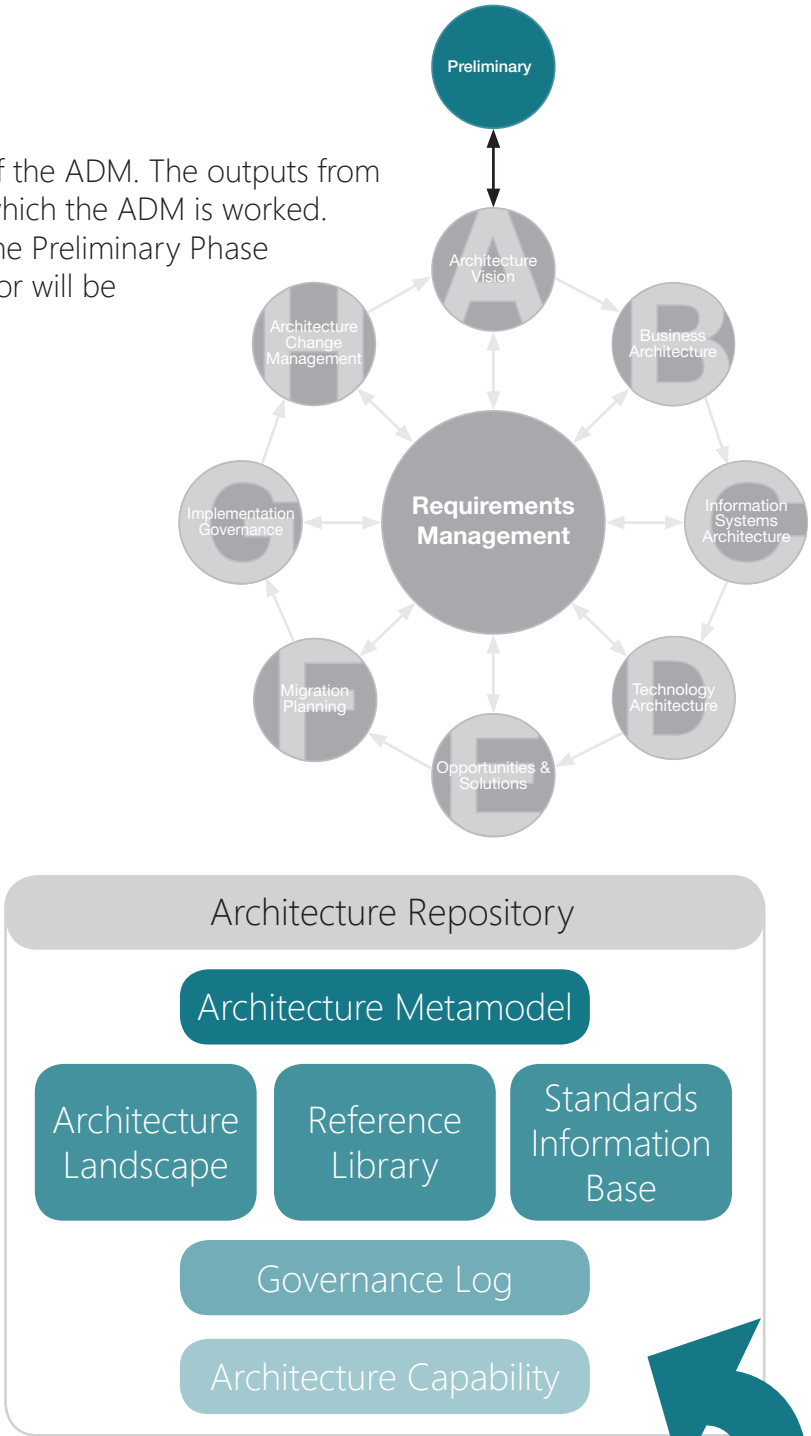 Preliminary
f the ADM. The outputs from
which the ADM is worked.
he Preliminary Phase
or will be
A
Architecture
Vision
H
Architecture
Change
Management
B
Business
Architecture
G
Implementation
Governance
Requirements
Management
C
Information
Systems
Architecture
F
Migration
Planning
D
Technology
Architecture
E
Opportunities &
Solutions
Architecture Repository
Architecture Metamodel
Architecture
Landscape
Reference
Library
Standards
Information
Base
Governance Log
Architecture Capability